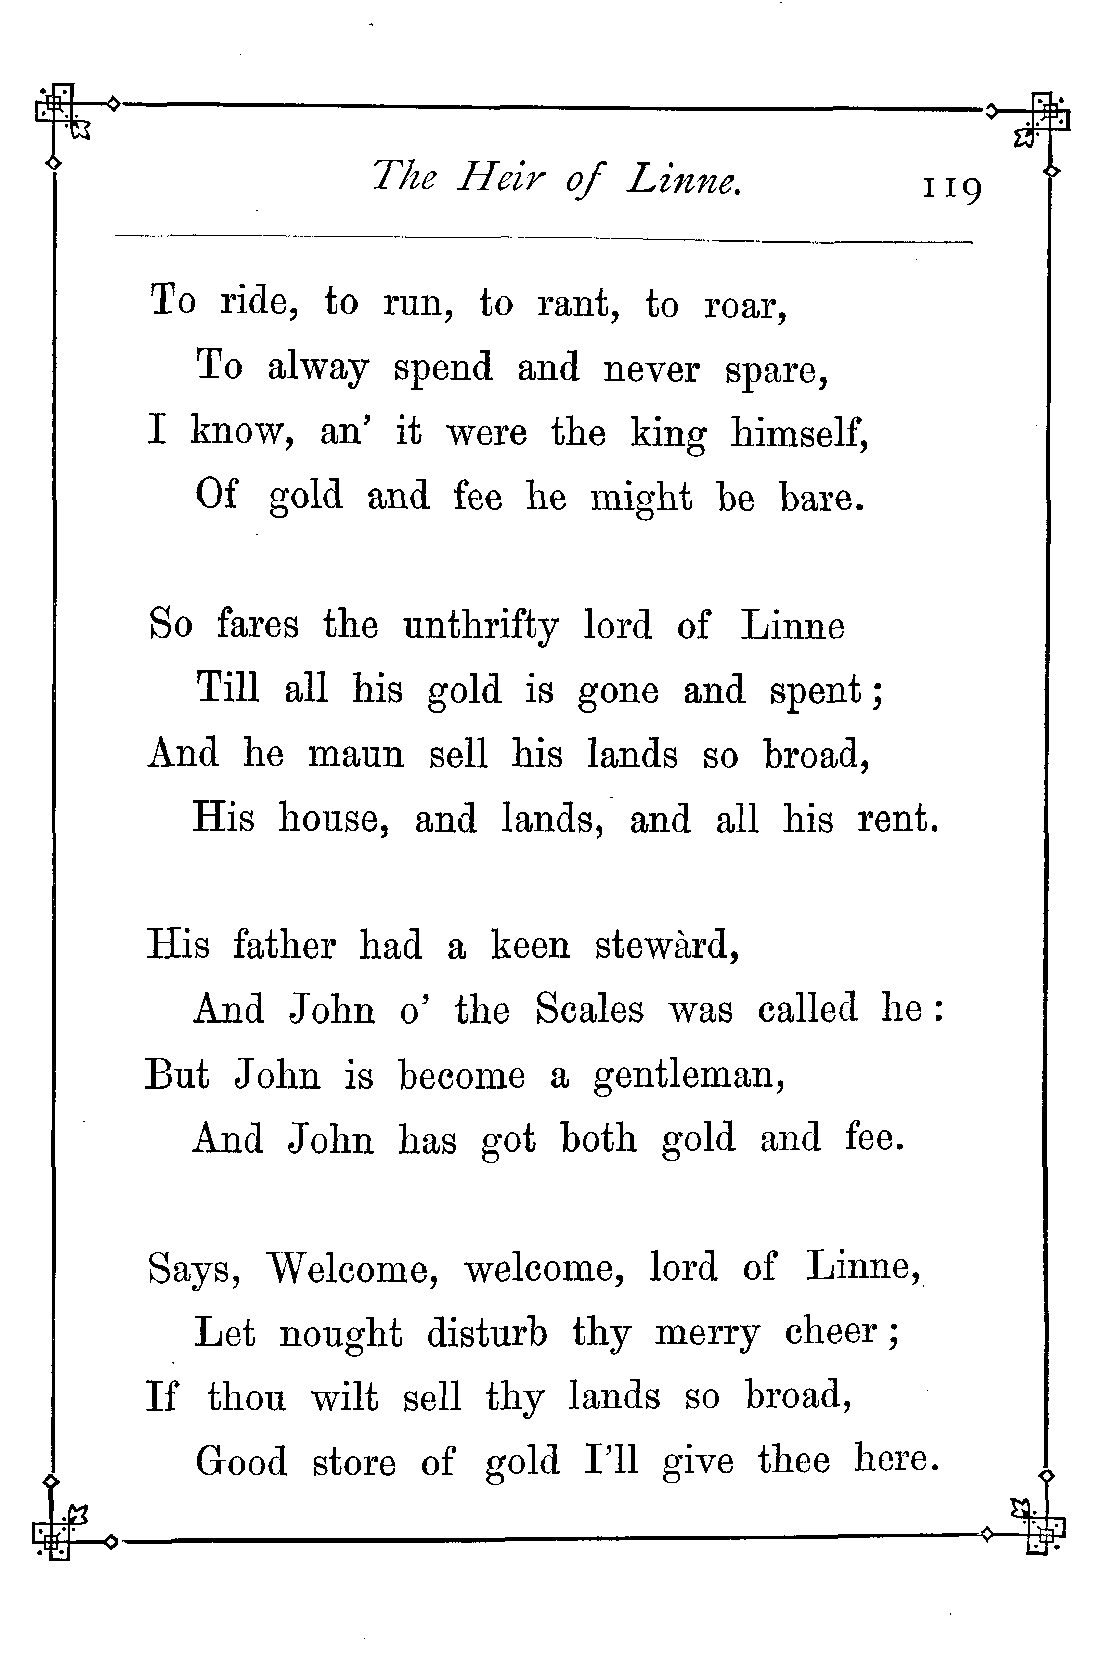 The Heir of Linne. 119
To ride, to run, to rant, to roar,
To alway spend and never spare,
I know, an' it were the king himself,
Of gold and fee he might be bare.
So fares the unthrifty lord of Linne
Till all his gold is gone and spent;
And he maun sell his lands so broad,
His house, and lands, and all his rent.
His father had a keen stewàrd,
And John o' the Scales was called he:
But John is become a gentleman,
And John has got both gold and fee.
Says, Welcome, welcome, lord of Linne,
Let nought disturb thy merry cheer;
If thou wilt sell thy lands so broad,
Good store of gold I'll give thee here.